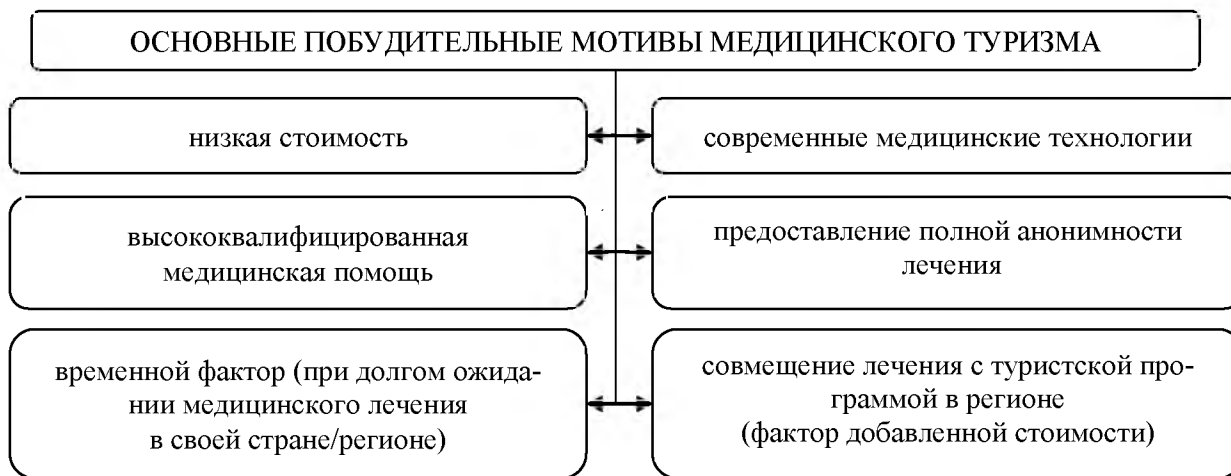 ОСНОВНЫЕ ПОБУДИТЕЛЬНЫЕ МОТИВЫ МЕДИЦИНСКОГО ТУРИЗМА
низкая стоимость
современные медицинские технологии
высококвалифицированная
медицинская помощь
предоставление полной анонимности
лечения
временной фактор (при долгом ожида-
нии медицинского лечения
в своей стране/регионе)
совмещение лечения с туристской про-
граммой в регионе
(фактор добавленной стоимости)